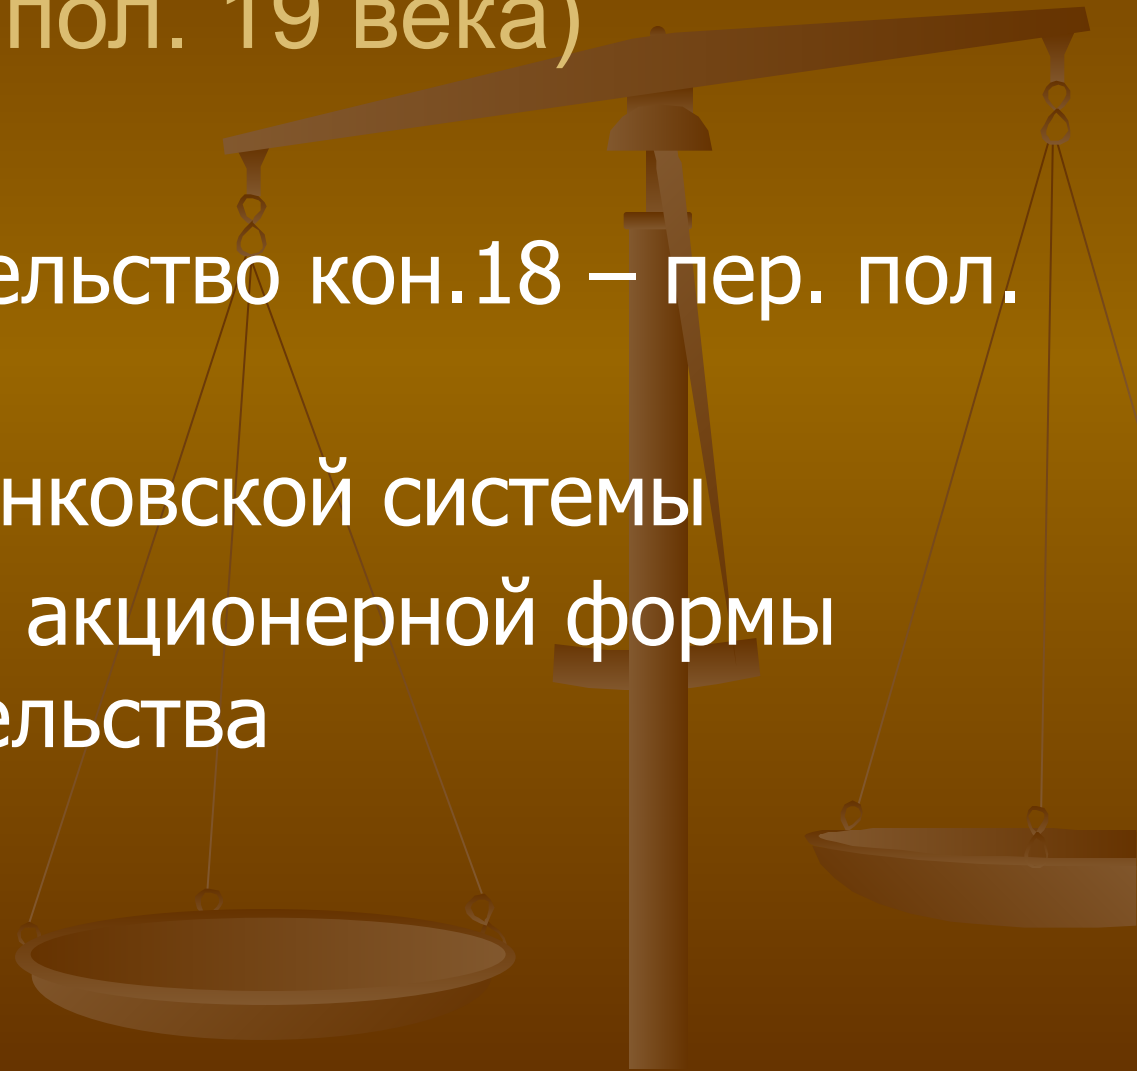 пол. 19 века)
ельство кон.18 – пер. пол.
нковской системы
акционерной формы
ельства